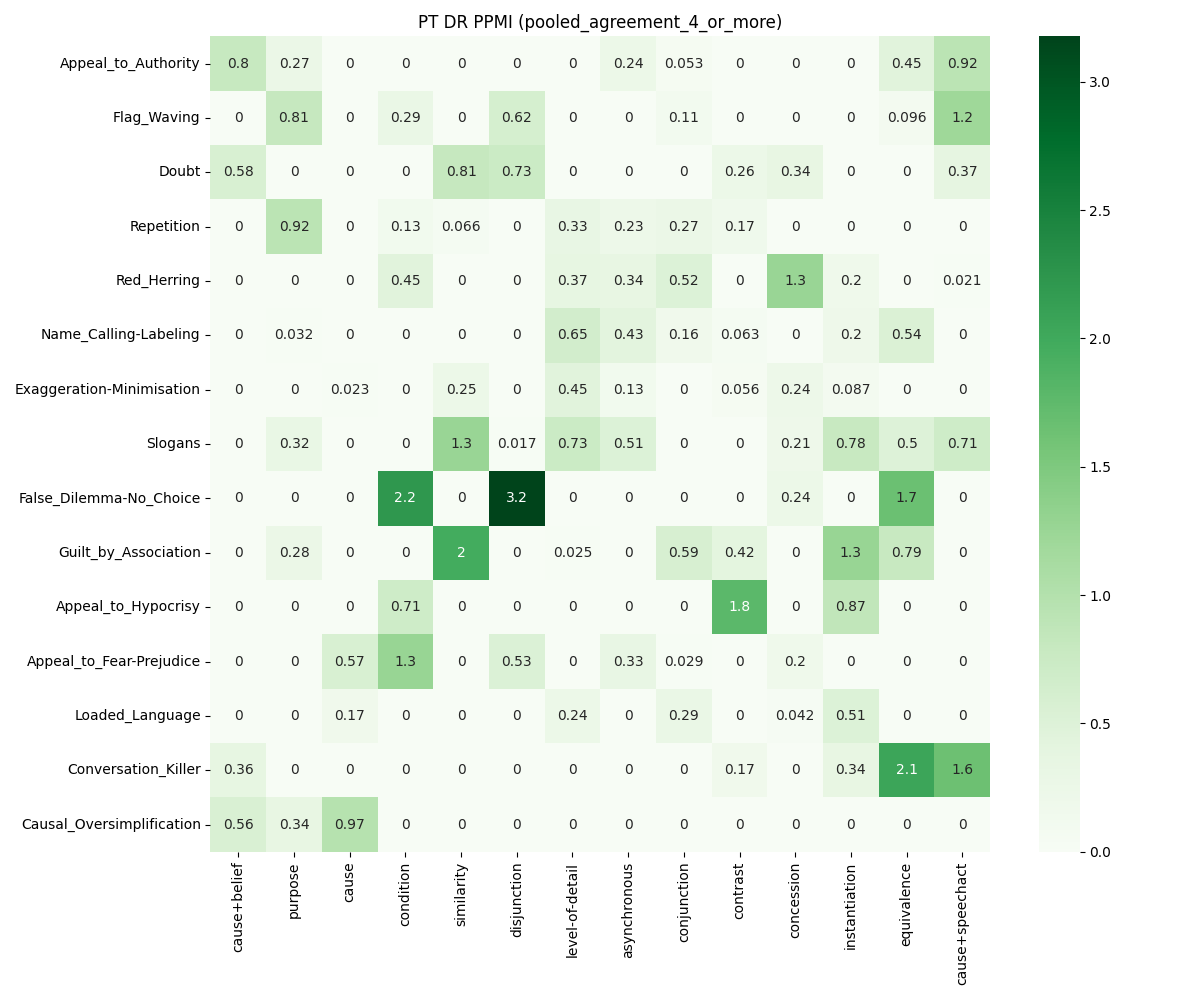 PT DR PPMI (pooled_agreement_4_or_more)
Appeal_to_Authority 0.8 0.27 0 0 0 0 0 0.24 0.053 0 0 0 0.45 0.92
Flag_Waving 0 0.81 0 0.29 0 0.62 0 0 0.11 0 0 0 0.096 1.2
Doubt 0.58 0 0 0 0.81 0.73 0 0 0 0.26 0.34 0 0 0.37
Repetition 0 0.92 0 0.13 0.066 0 0.33 0.23 0.27 0.17 0 0 0 0
Red_Herring 0 0 0 0.45 0 0 0.37 0.34 0.52 0 1.3 0.2 0 0.021
Name_Calling-Labeling 0 0.032 0 0 0 0 0.65 0.43 0.16 0.063 0 0.2 0.54 0
Exaggeration-Minimisation 0 0 0.023 0 0.25 0 0.45 0.13 0 0.056 0.24 0.087 0 0
Slogans 0 0.32 0 0 1.3 0.017 0.73 0.51 0 0 0.21 0.78 0.5 0.71
False_Dilemma-No_Choice 0 0 0 2.2 0 3.2 0 0 0 0 0.24 0 1.7 0
Guilt_by_Association 0 0.28 0 0 2 0 0.025 0 0.59 0.42 0 1.3 0.79 0
Appeal_to_Hypocrisy 0 0 0 0.71 0 0 0 0 0 1.8 0 0.87 0 0
Appeal_to_Fear-Prejudice 0 0 0.57 1.3 0 0.53 0 0.33 0.029 0 0.2 0 0 0
Loaded_Language 0 0 0.17 0 0 0 0.24 0 0.29 0 0.042 0.51 0 0
Conversation_Killer 0.36 0 0 0 0 0 0 0 0 0.17 0 0.34 2.1 1.6
Causal_Oversimplification 0.56 0.34 0.97 0 0 0 0 0 0 0 0 0 0 0
cause+belief
purpose
cause
condition
similarity
disjunction
level-of-detail
asynchronous
conjunction
contrast
concession
instantiation
equivalence
cause+speechact
3.0
2.5
2.0
1.5
1.0
0.5
0.0